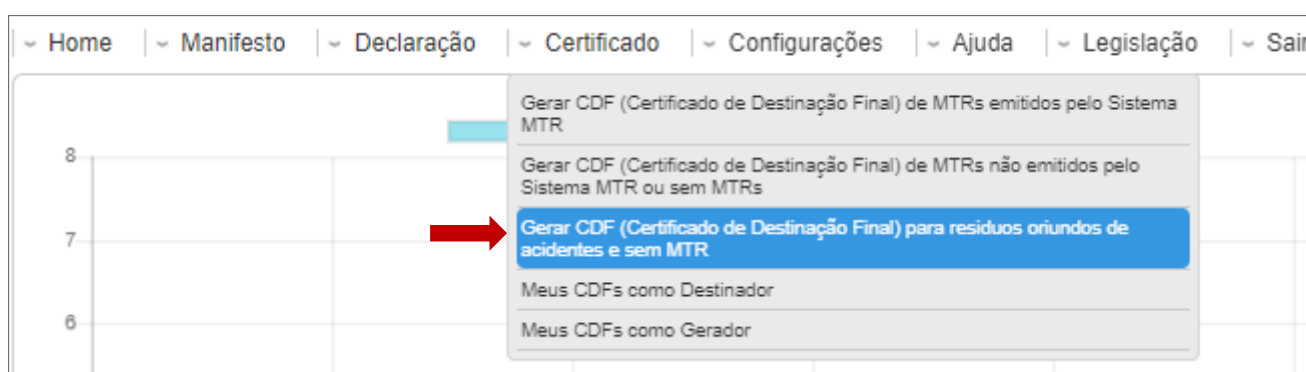 Home Manifesto Declaração Certificado Configurações Ajuda Legislação Sair
Gerar CDF (Certificado de Destinação Final) de MTRs emitidos pelo Sistema
MTR
8
Gerar CDF (Certificado de Destinação Final) de MTRs não emitidos pelo
Sistema MTR ou sem MTRs
Gerar CDF (Certificado de Destinação Final) para residuos oriundos de
7
acidentes e sem MTR
Meus CDFs como Destinador
6
Meus CDFs como Gerador